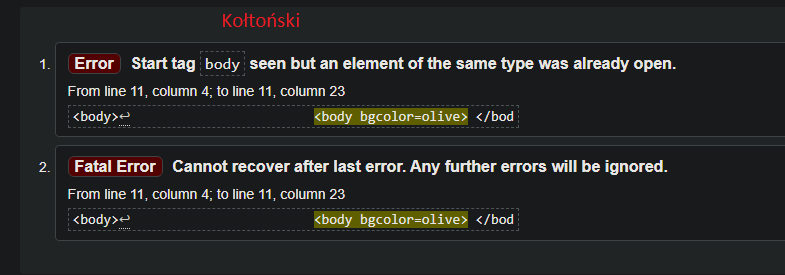 Kołtoński
1. Error Start tag body seen but an element of the same type was already open.
From line 11, column 4; to line 11, column 23
<body>↩ <body bgcolor=olive> </bod
2. Fatal Error Cannot recover after last error. Any further errors will be ignored.
From line 11, column 4; to line 11, column 23
<body>↩ <body bgcolor=olive> </bod